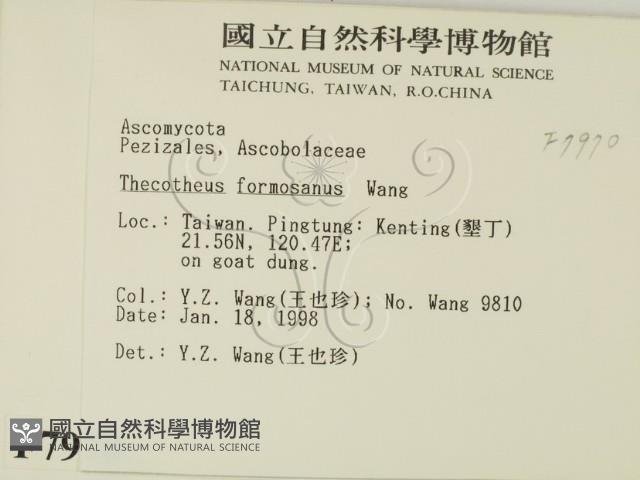 國立自然科學博物館
NATIONAL MUSEUM OF NATURAL SCIENCE
TAICHUNG, TAIWAN, R.O.CHINA
F7970
Ascomycota
Pezizales, Ascobolaceae
Thecotheus formosanus Wang
Loc.: Taiwan. Pingtung: Kenting(墾丁)
21.56N, 120.47E;
on goat dung.
Col.: Y.Z. Wang(王也珍); No. Wang 9810
Date: Jan. 18, 1998
Det.: Y.Z. Wang(王也珍)
國立自然科學博物館
NATIONAL MUSEUM OF NATURAL SCIENCE